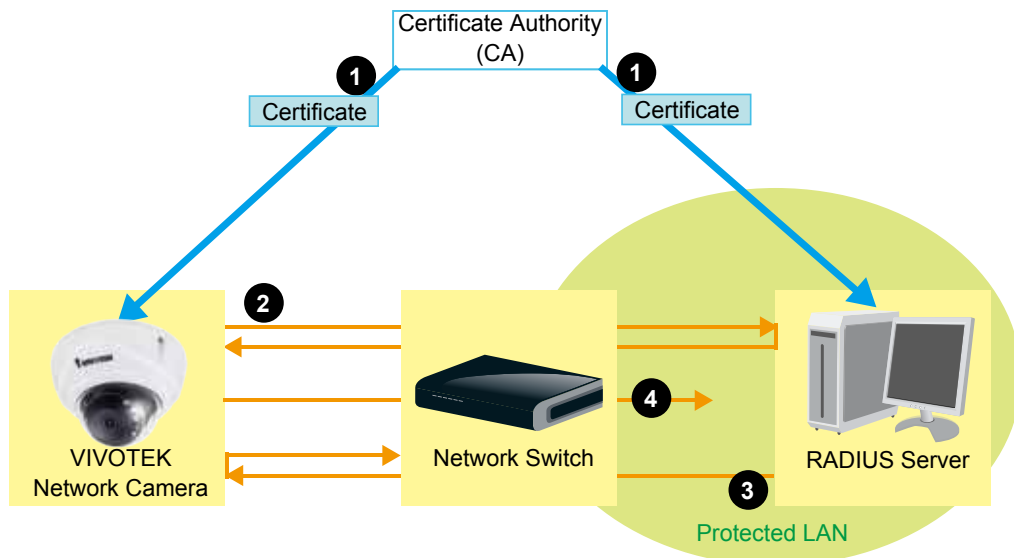 Certificate Authority
(CA)
1
1
Certificate
Certificate
2
4
VIVOTEK
Network Camera
Network Switch
RADIUS Server
3
Protected LAN